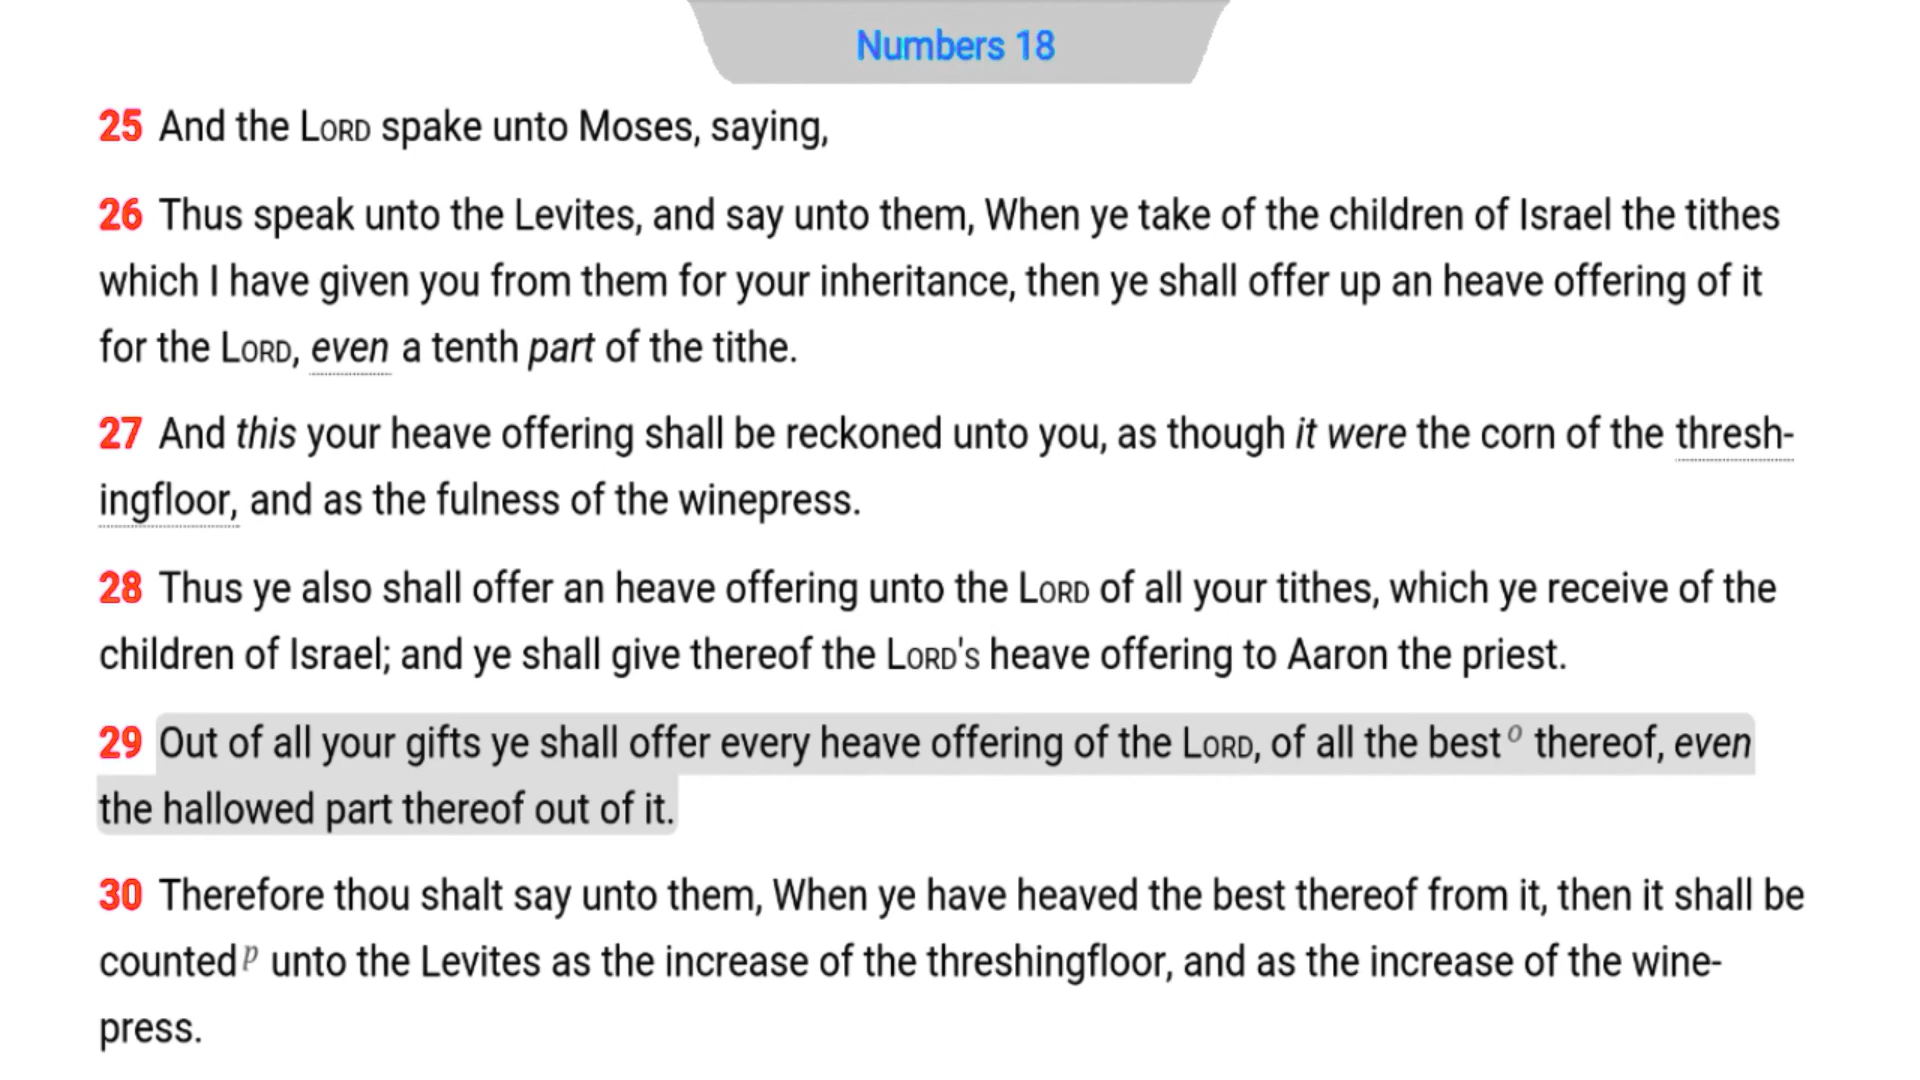 Numbers 18
25 And the LORD spake unto Moses, saying,
26 Thus speak unto the Levites, and say unto them, When ye take of the children of Israel the tithes
which I have given you from them for your inheritance, then ye shall offer up an heave offering of it
for the LORD, even a tenth part of the tithe.
27 And this your heave offering shall be reckoned unto you, as though it were the corn of the thresh-
ingfloor, and as the fulness of the winepress.
28 Thus ye also shall offer an heave offering unto the LORD of all your tithes, which ye receive of the
children of Israel; and ye shall give thereof the LORD'S heave offering to Aaron the priest.
29 Out of all your gifts ye shall offer every heave offering of the LORD, of all the best o thereof, even
the hallowed part thereof out of it.
30 Therefore thou shalt say unto them, When ye have heaved the best thereof from it, then it shall be
counted p unto the Levites as the increase of the threshingfloor, and as the increase of the wine-
press.